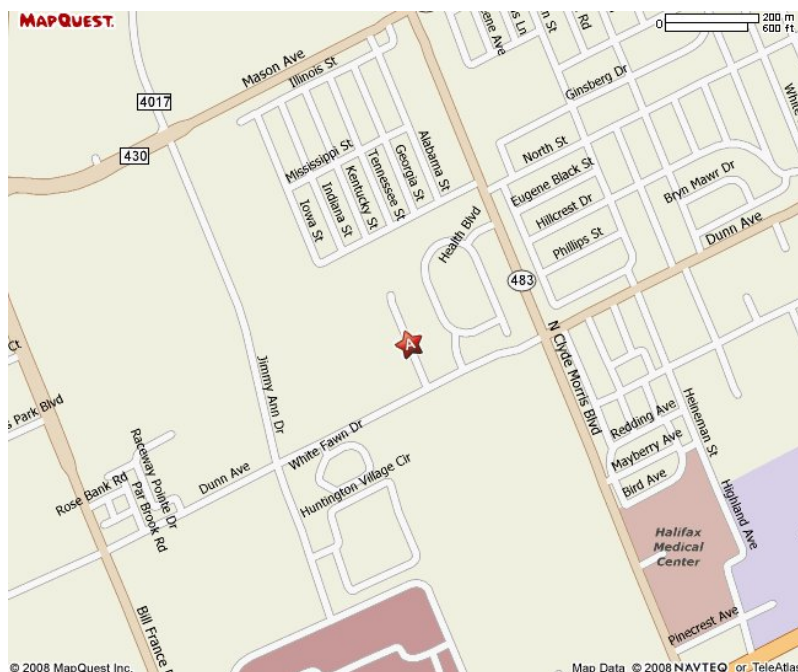 MAPQUEST.
200 m
0
600 ft
Mason Ave
Illinois St
4017
430
Ginsberg Dr
North St
Mississippi St
Alabama St
Georgia St
Tennessee St
Kentucky St
Indiana St
Iowa St
Eugene Black St
Hillcrest Dr
Phillips St
Bryn Mawr Dr
Dunn Ave
Health Blvd
483
N Clyde Morris Blvd
A
Ct
Park Blvd
Jimmy Ann Dr
White Fawn Dr
Dunn Ave
Huntington Village Cir
Rose Bank Rd
Raceway Pointe Dr
Par Brook Rd
Bill France
Redding Ave
Mayberry Ave
Bird Ave
Heineman St
Highland Ave
Halifax
Medical
Center
Pinecrest Ave
© 2008 MapQuest Inc.
Map Data © 2008 NAVTEQ or TeleAtlas